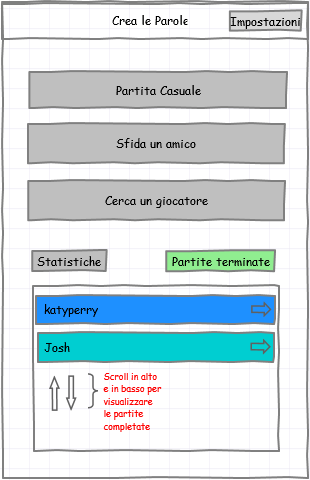 Crea le Parole
Impostazioni
Partita Casuale
Sfida un amico
Cerca un giocatore
Statistiche
Partite terminate
katyperry
Josh
Scroll in alto
e in basso per
visualizzare
le partite
completate